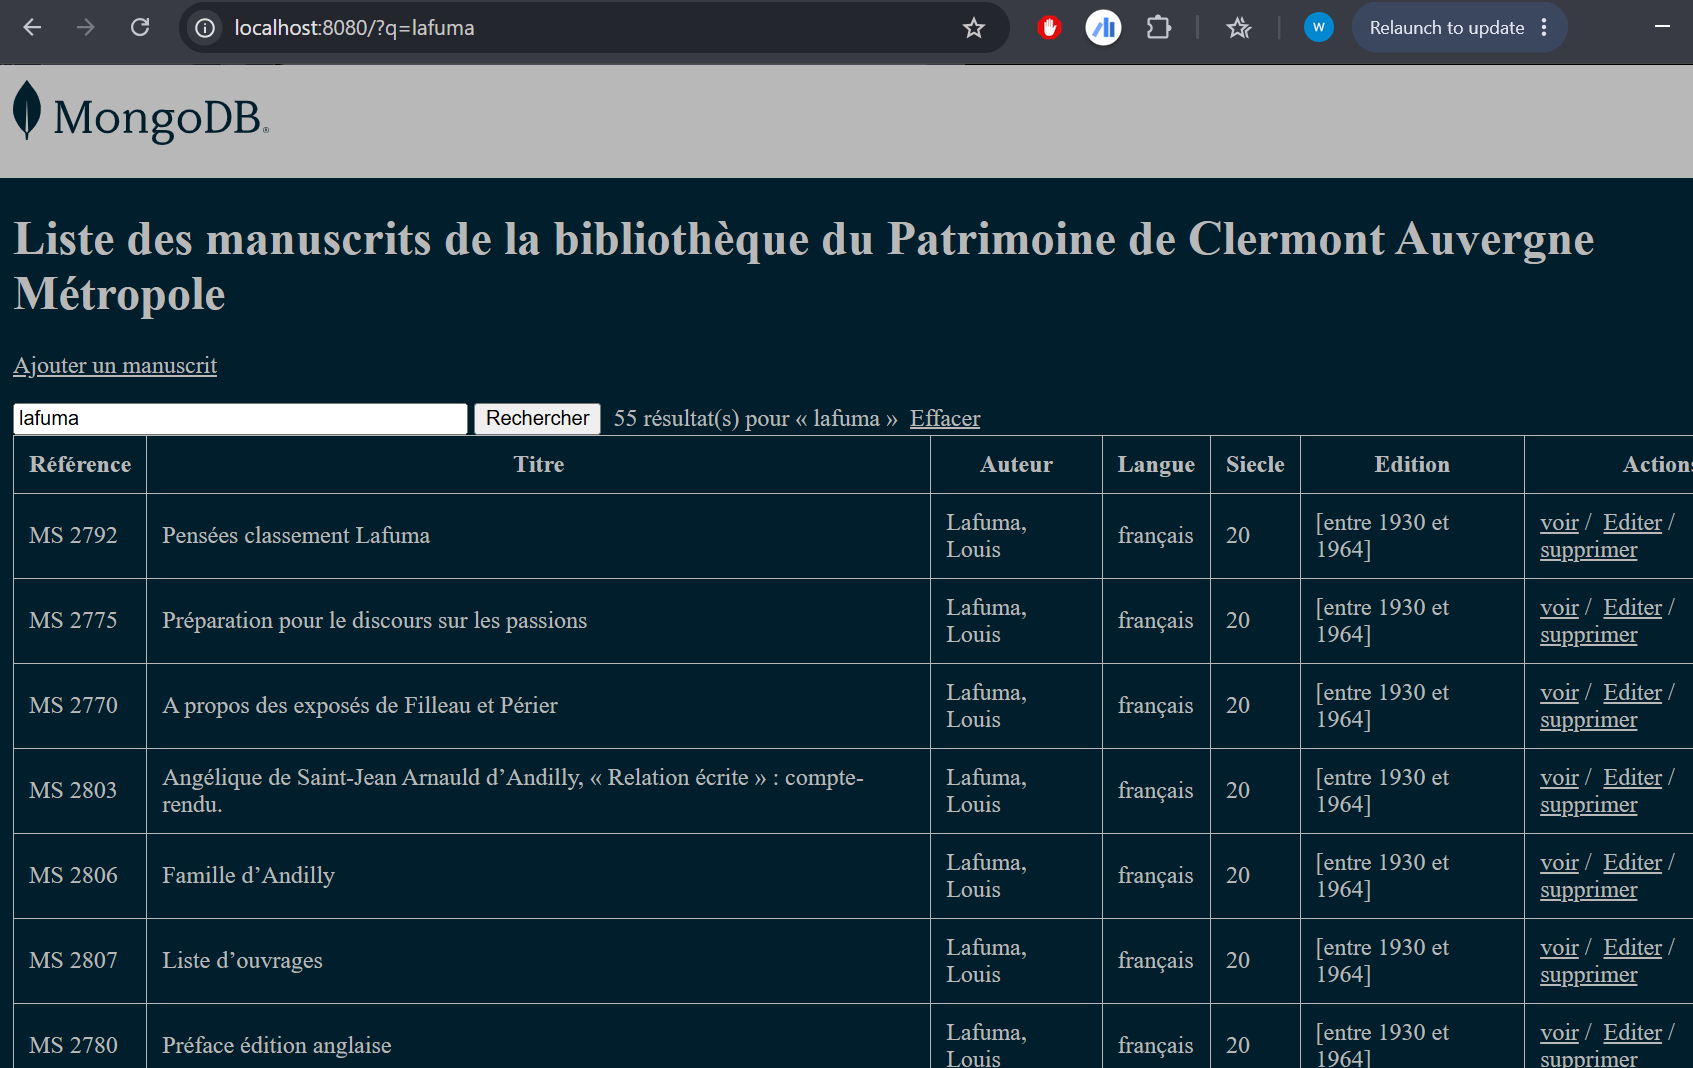 localhost:8080/?q=lafuma
W
Relaunch to update
MongoDB®
Liste des manuscrits de la bibliothèque du Patrimoine de Clermont Auvergne
Métropole
Ajouter un manuscrit
lafuma Rechercher 55 résultat(s) pour « lafuma » Effacer
Référence Titre Auteur Langue Siecle Edition Actions
MS 2792 Pensées classement Lafuma Lafuma, Louis français 20 [entre 1930 et 1964] voir / Editer / supprimer
MS 2775 Préparation pour le discours sur les passions Lafuma, Louis français 20 [entre 1930 et 1964] voir / Editer / supprimer
MS 2770 A propos des exposés de Filleau et Périer Lafuma, Louis français 20 [entre 1930 et 1964] voir / Editer / supprimer
MS 2803 Angélique de Saint-Jean Arnauld d’Andilly, « Relation écrite » : compte-rendu. Lafuma, Louis français 20 [entre 1930 et 1964] voir / Editer / supprimer
MS 2806 Famille d’Andilly Lafuma, Louis français 20 [entre 1930 et 1964] voir / Editer / supprimer
MS 2807 Liste d’ouvrages Lafuma, Louis français 20 [entre 1930 et 1964] voir / Editer / supprimer
MS 2780 Préface édition anglaise Lafuma, Louis français 20 [entre 1930 et 1964] voir / Editer / supprimer